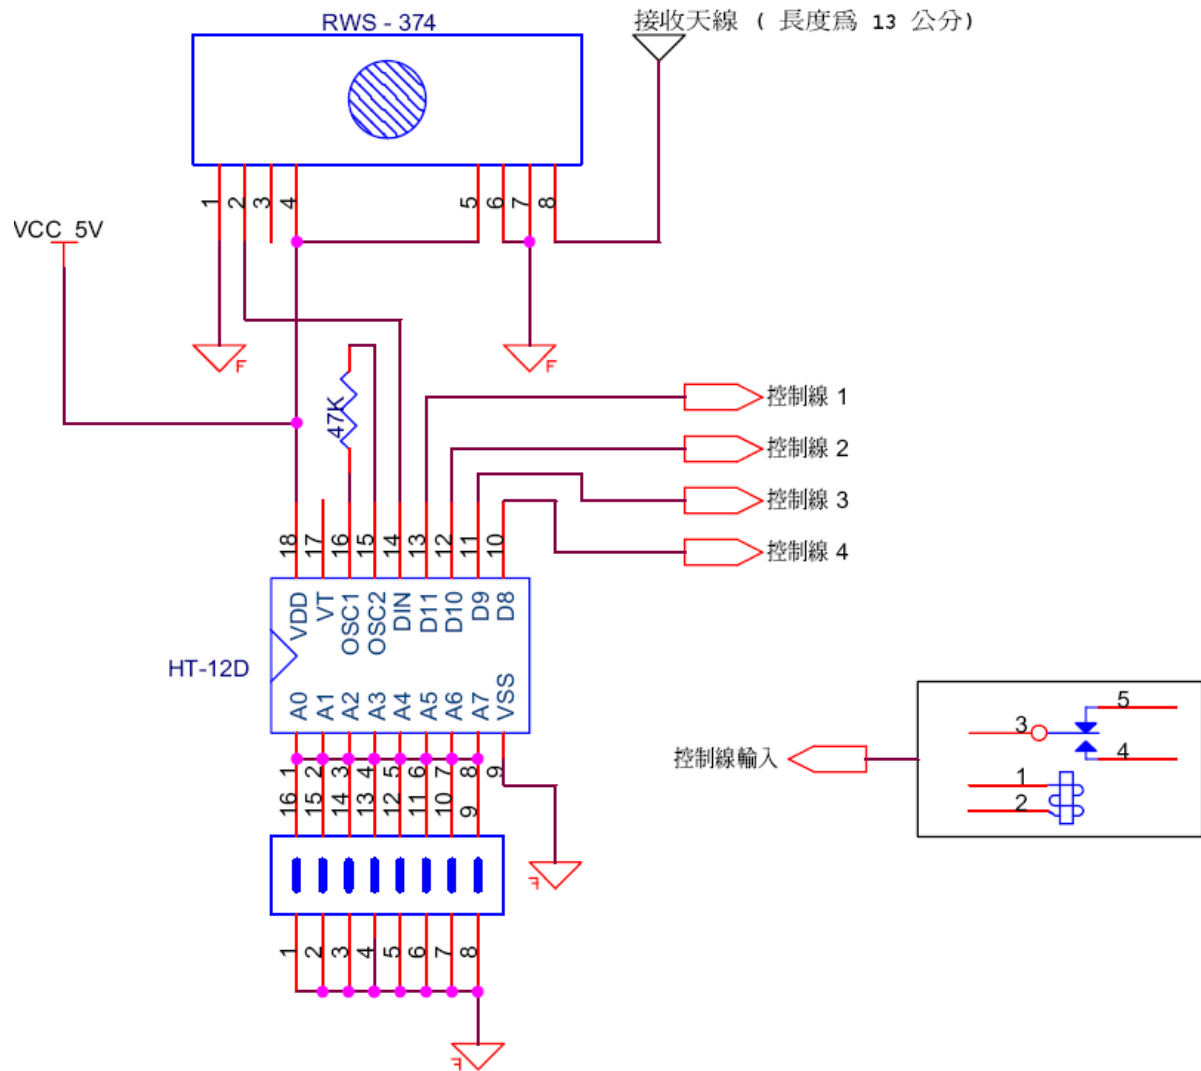 RWS - 374
接收天線 ( 長度為 13 公分)
1 2 3 4 5 6 7 8
VCC 5V
F F
47K
控制線 1
控制線 2
控制線 3
控制線 4
18 17 16 15 14 13 12 11 10
VDD VT OSC1 OSC2 DIN D11 D10 D9 D8
HT-12D
A0 A1 A2 A3 A4 A5 A6 A7 VSS
1 2 3 4 5 6 7 8 9
16 15 14 13 12 11 10 9
F
1 2 3 4 5 6 7 8
F
控制線輸入
5
3
4
1
2